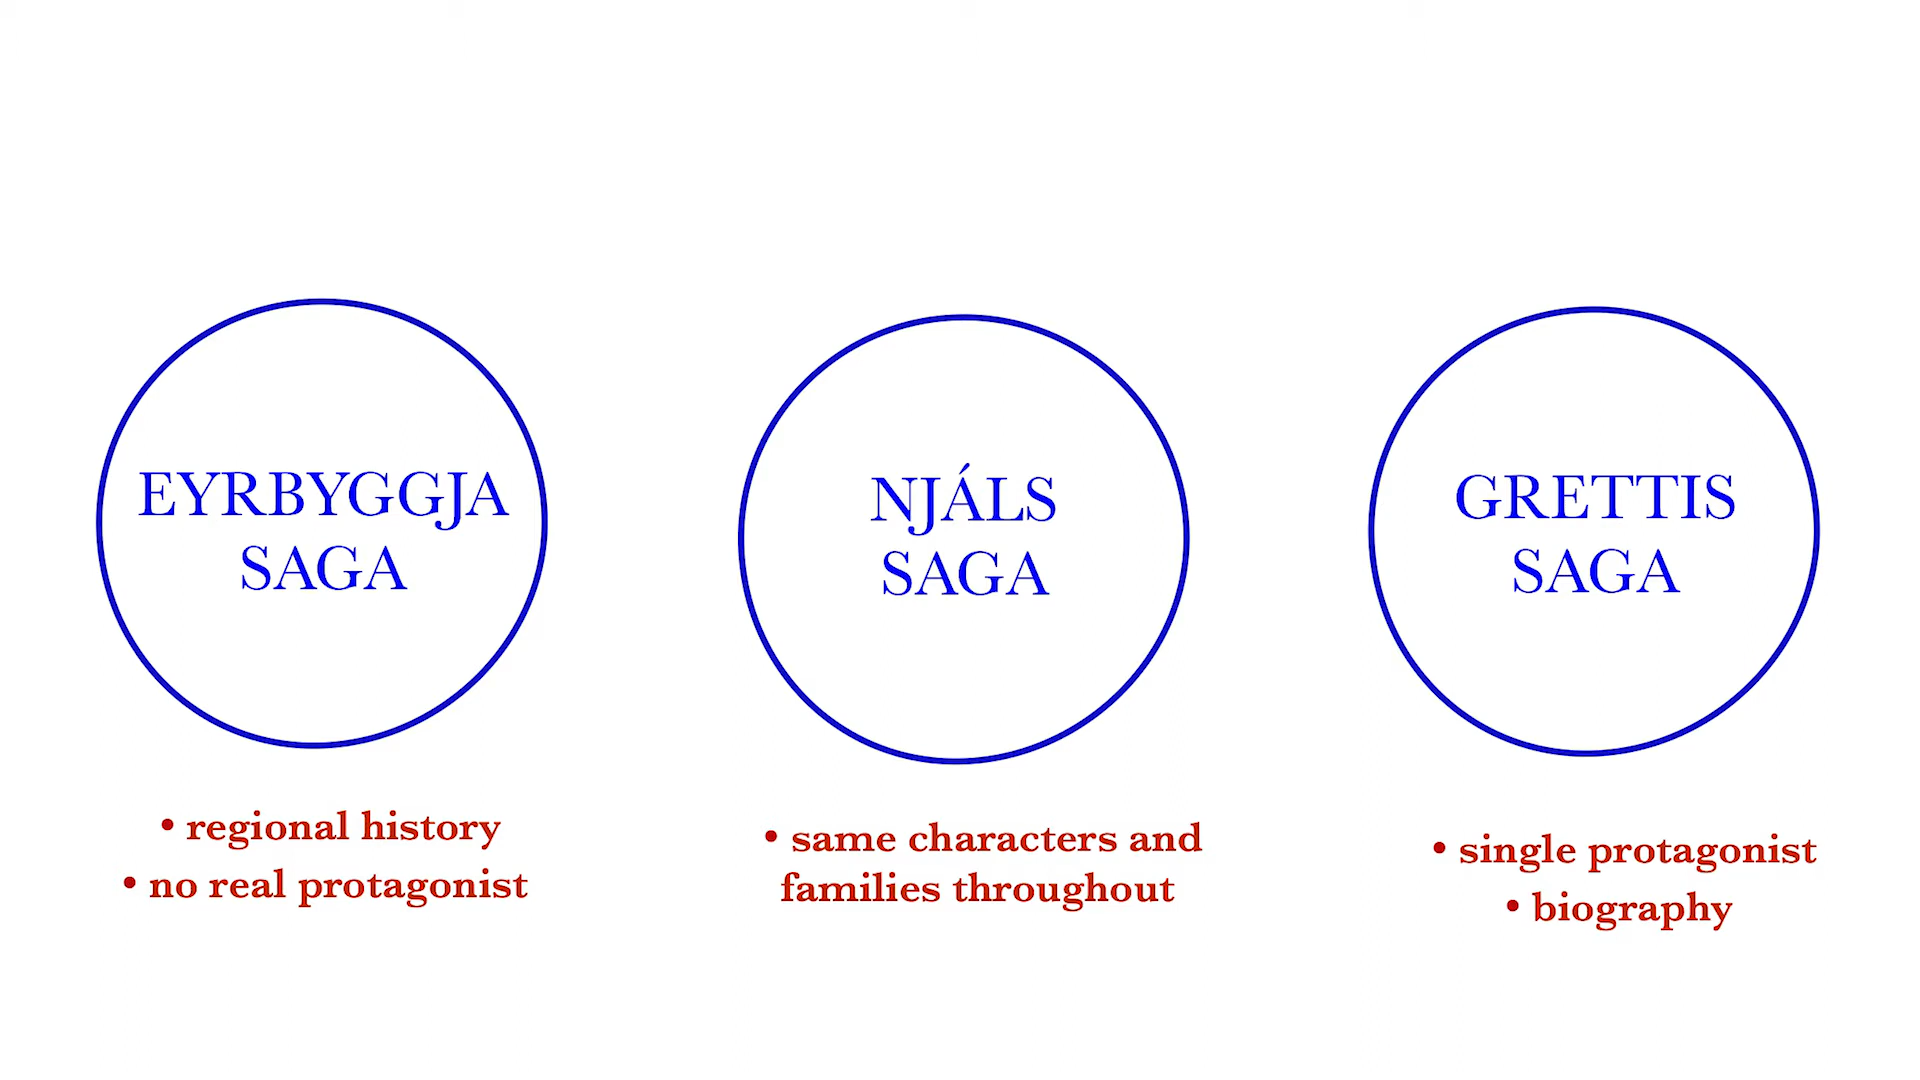 EYRBYGGJA
SAGA
• regional history
• no real protagonist
NJÁLS
SAGA
• same characters and
families throughout
GRETTIS
SAGA
• single protagonist
• biography